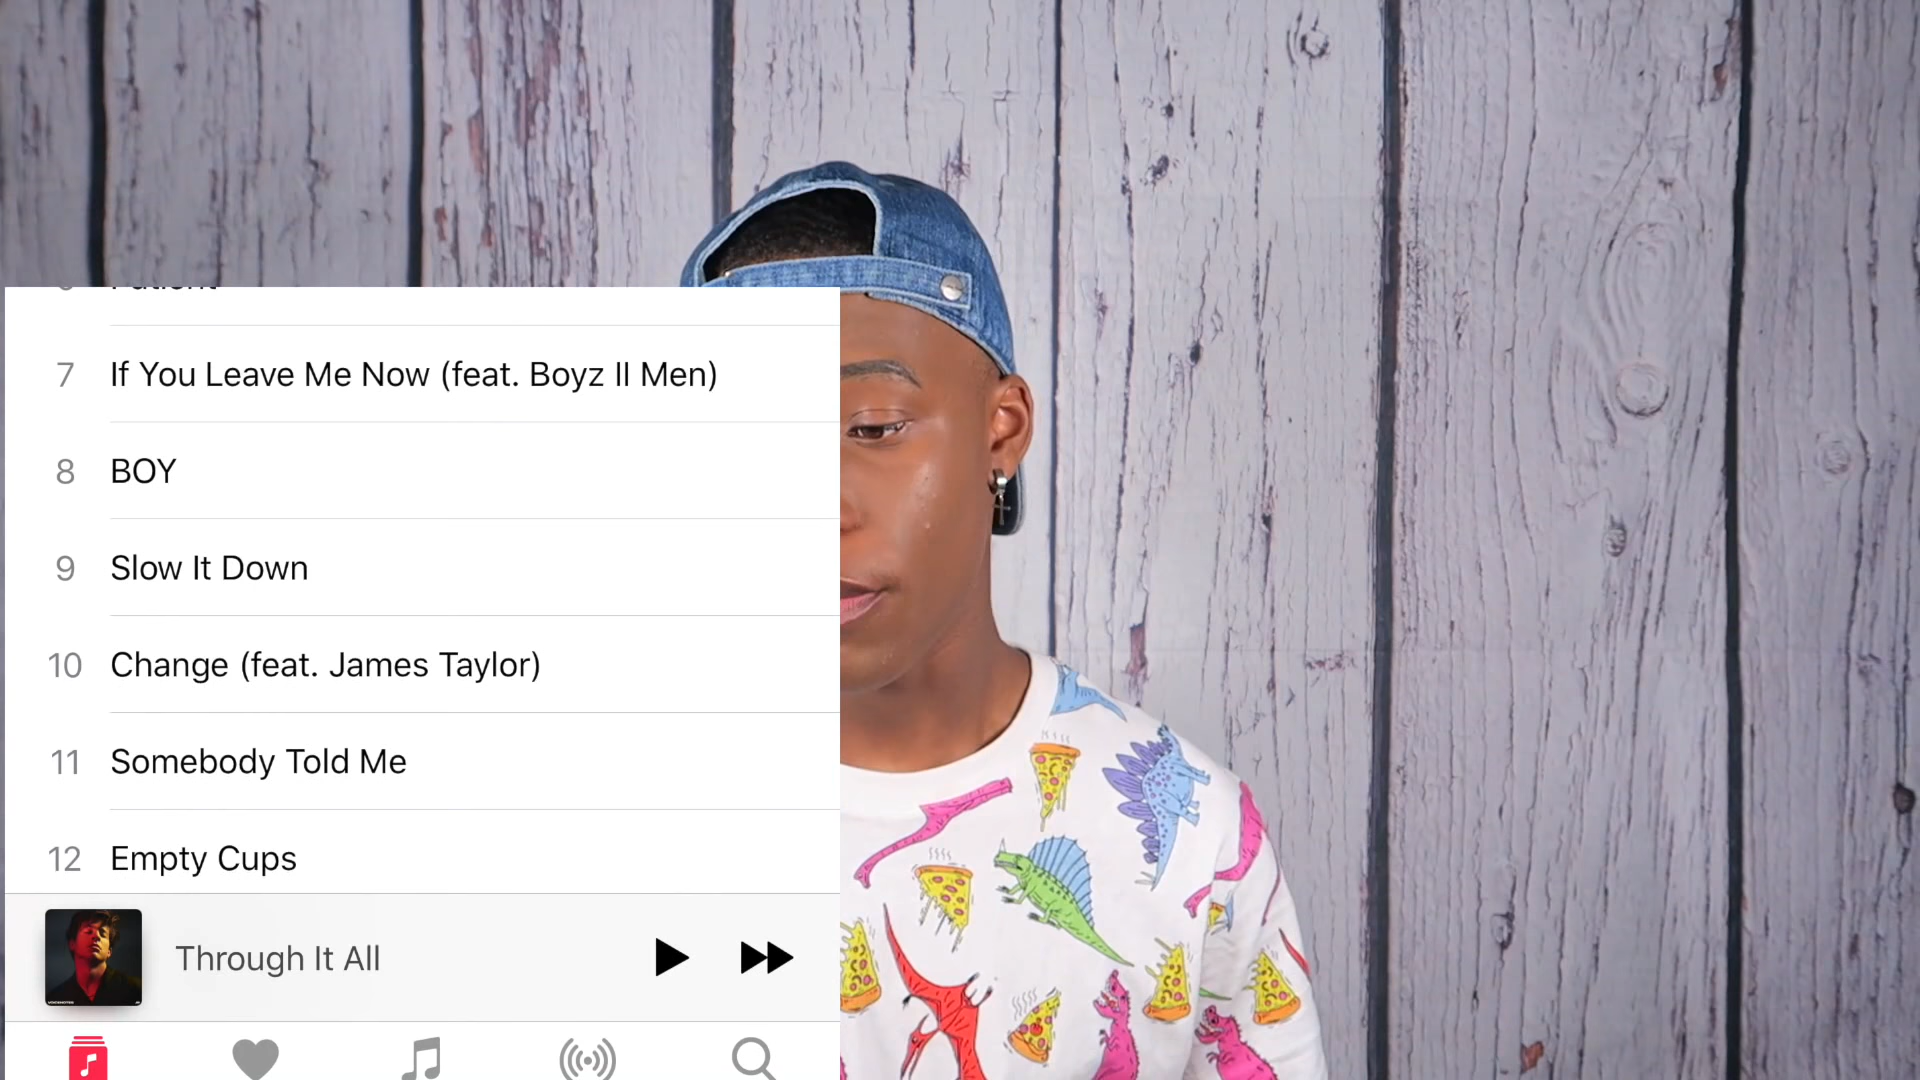 Patient
7 If You Leave Me Now (feat. Boyz II Men)
8 BOY
9 Slow It Down
10 Change (feat. James Taylor)
11 Somebody Told Me
12 Empty Cups
Through It All